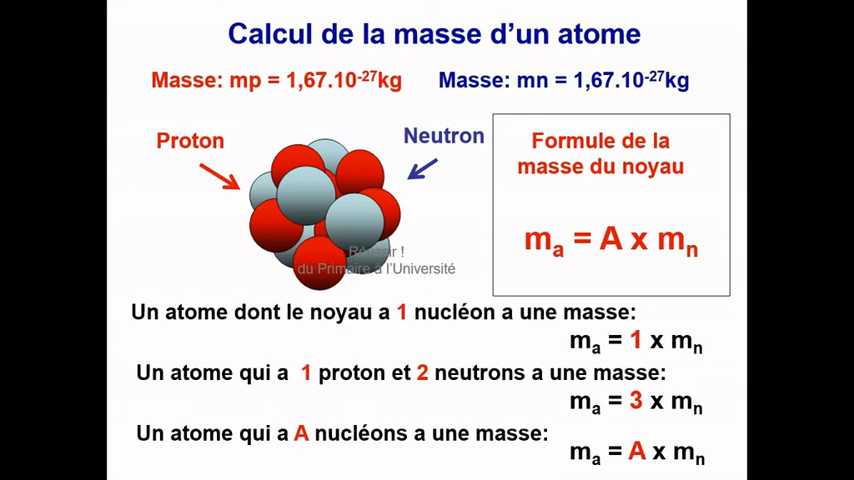 Calcul de la masse d’un atome
Masse: mp = 1,67.10-27kg Masse: mn = 1,67.10-27kg
Proton
Neutron
Formule de la
masse du noyau
ma = A x mn
Réussir !
du Primaire à l’Université
Un atome dont le noyau a 1 nucléon a une masse:
ma = 1 x mn
Un atome qui a 1 proton et 2 neutrons a une masse:
ma = 3 x mn
Un atome qui a A nucléons a une masse:
ma = A x mn